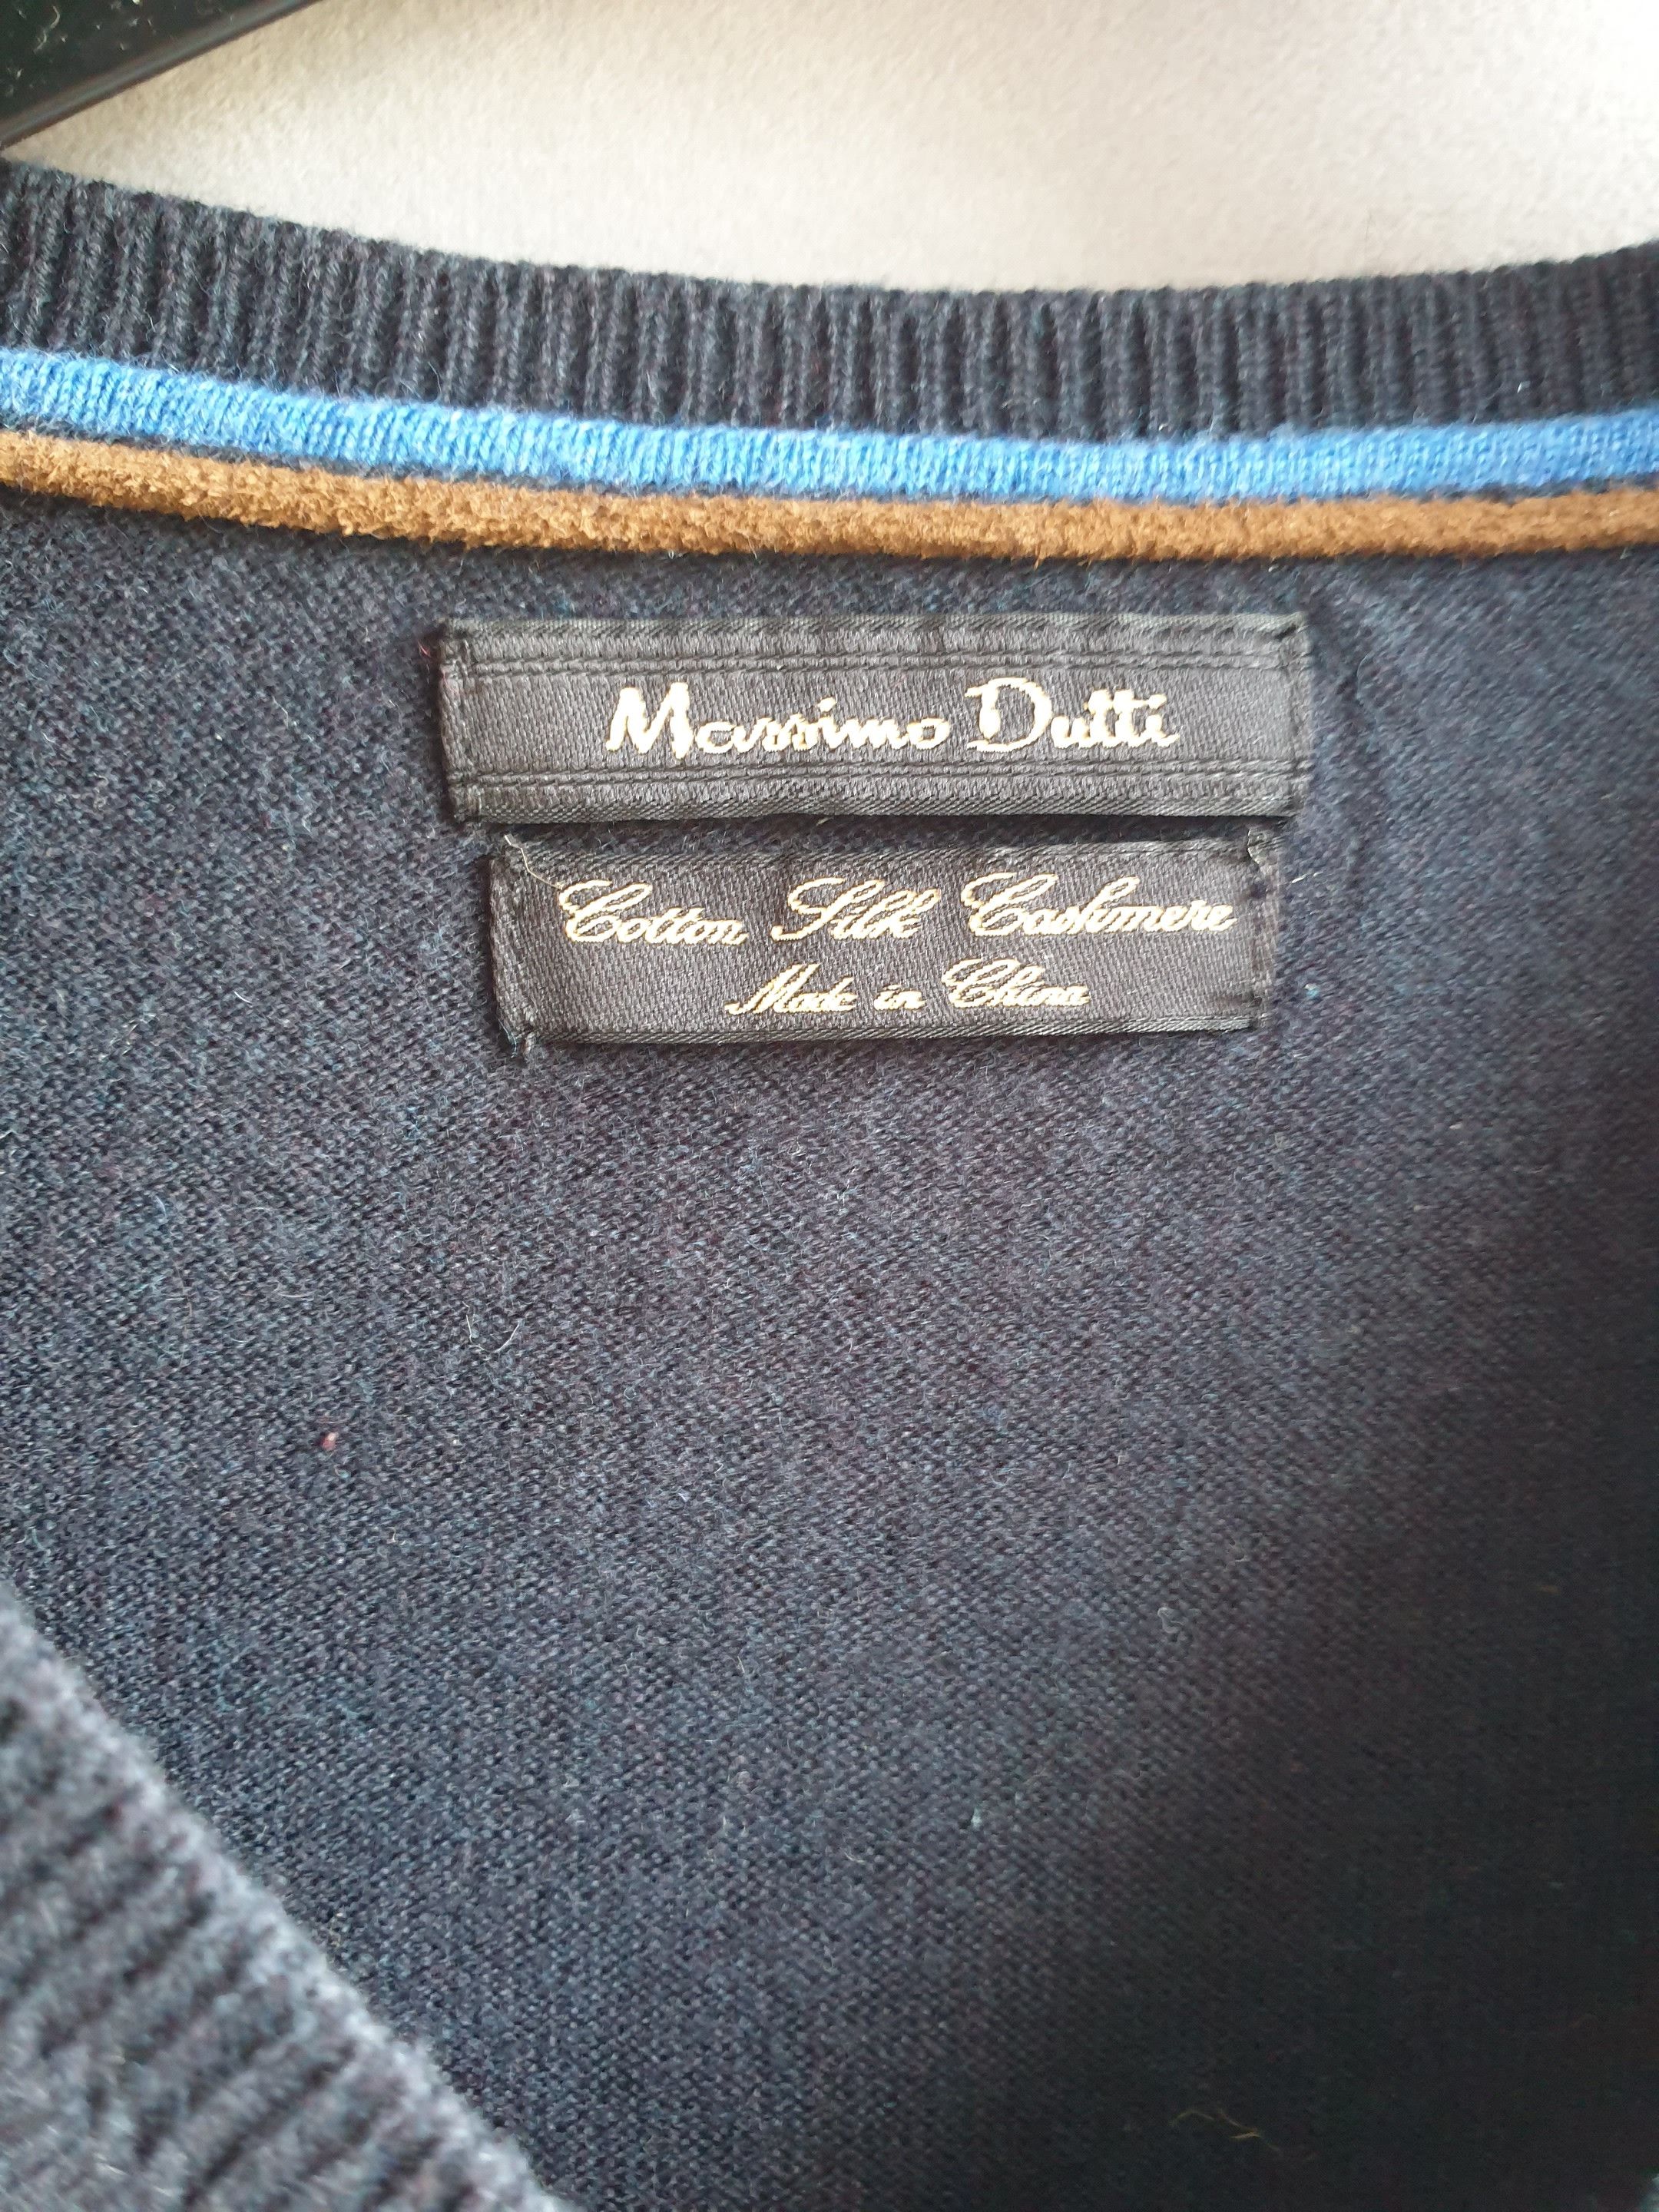 Massimo Dutti
Cotton Silk Cashmere
Made in China